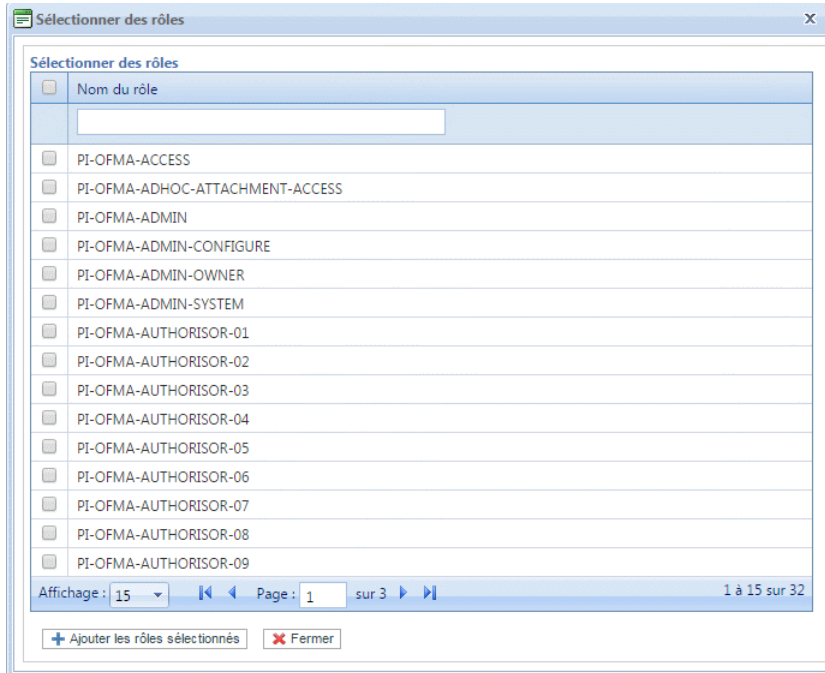 Sélectionner des rôles
x
Sélectionner des rôles
Nom du rôle
PI-OFMA-ACCESS
PI-OFMA-ADHOC-ATTACHMENT-ACCESS
PI-OFMA-ADMIN
PI-OFMA-ADMIN-CONFIGURE
PI-OFMA-ADMIN-OWNER
PI-OFMA-ADMIN-SYSTEM
PI-OFMA-AUTHORISOR-01
PI-OFMA-AUTHORISOR-02
PI-OFMA-AUTHORISOR-03
PI-OFMA-AUTHORISOR-04
PI-OFMA-AUTHORISOR-05
PI-OFMA-AUTHORISOR-06
PI-OFMA-AUTHORISOR-07
PI-OFMA-AUTHORISOR-08
PI-OFMA-AUTHORISOR-09
Affichage : 15 Page : 1 sur 3 1 à 15 sur 32
Ajouter les rôles sélectionnés Fermer